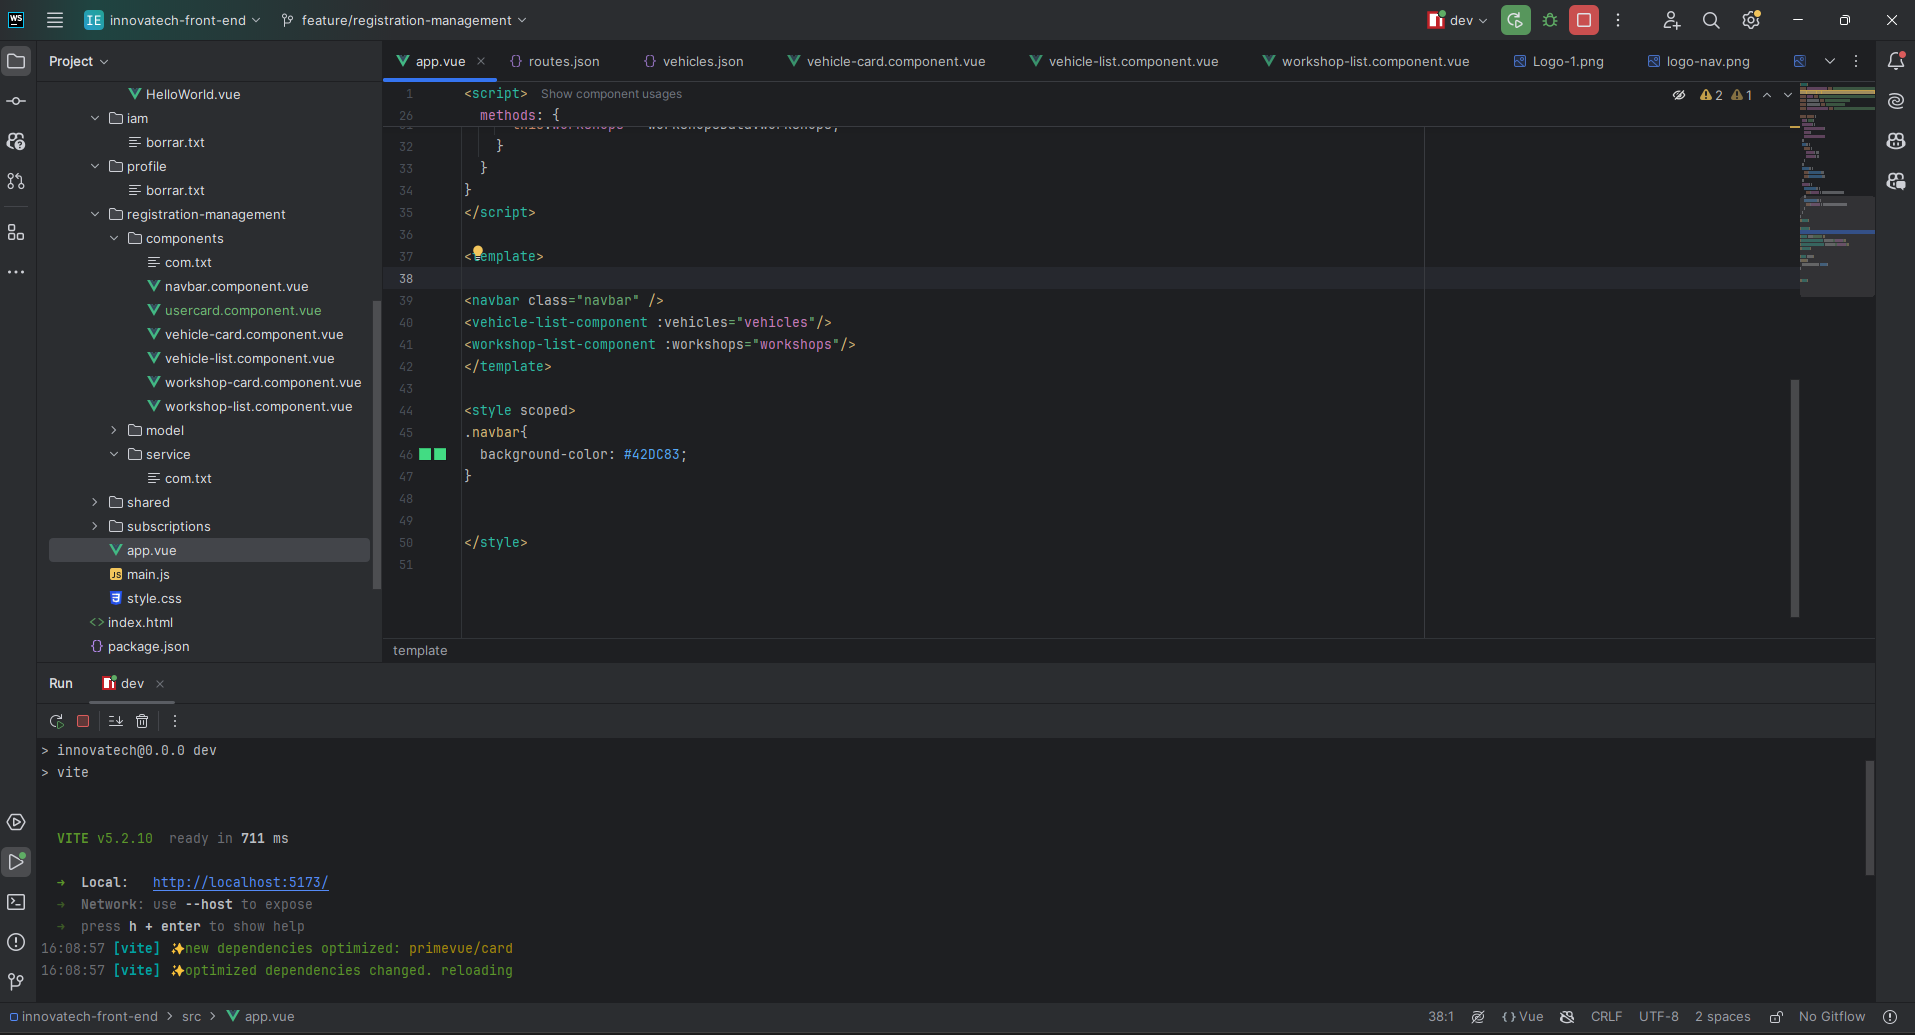 WS
IE innovatech-front-end
feature/registration-management
dev
Project
app.vue
routes.json
vehicles.json
vehicle-card.component.vue
vehicle-list.component.vue
workshop-list.component.vue
Logo-1.png
logo-nav.png
HelloWorld.vue
iam
borrar.txt
profile
borrar.txt
registration-management
components
com.txt
navbar.component.vue
usercard.component.vue
vehicle-card.component.vue
vehicle-list.component.vue
workshop-card.component.vue
workshop-list.component.vue
model
service
com.txt
shared
subscriptions
app.vue
JS main.js
style.css
<> index.html
{} package.json
1 <script> Show component usages
2 1
26 methods: {
31 this.workshops = workshopsData.workshops;
32 }
33 }
34 }
35 </script>
36
37 <template>
38
39 <navbar class="navbar" />
40 <vehicle-list-component :vehicles="vehicles"/>
41 <workshop-list-component :workshops="workshops"/>
42 </template>
43
44 <style scoped>
45 .navbar{
46 background-color: #42DC83;
47 }
48
49
50 </style>
51
template
Run
dev
> innovatech@0.0.0 dev
> vite
VITE v5.2.10 ready in 711 ms
➜ Local: http://localhost:5173/
➜ Network: use --host to expose
➜ press h + enter to show help
16:08:57 [vite] ✨new dependencies optimized: primevue/card
16:08:57 [vite] ✨optimized dependencies changed. reloading
innovatech-front-end > src > app.vue
38:1
{} Vue
CRLF
UTF-8
2 spaces
No Gitflow